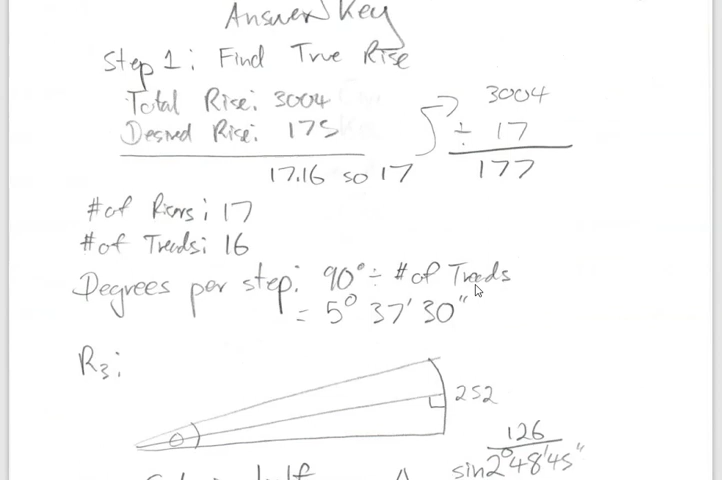 Answer Key
Step 1: Find True Rise
Total Rise: 3004
Desired Rise: 175
17.16 so 17
3004
÷ 17
177
# of Risers: 17
# of Treads: 16
Degrees per step: 90° ÷ # of Treads
= 5° 37' 30"
R3:
252
θ
126
sin2°48'45"